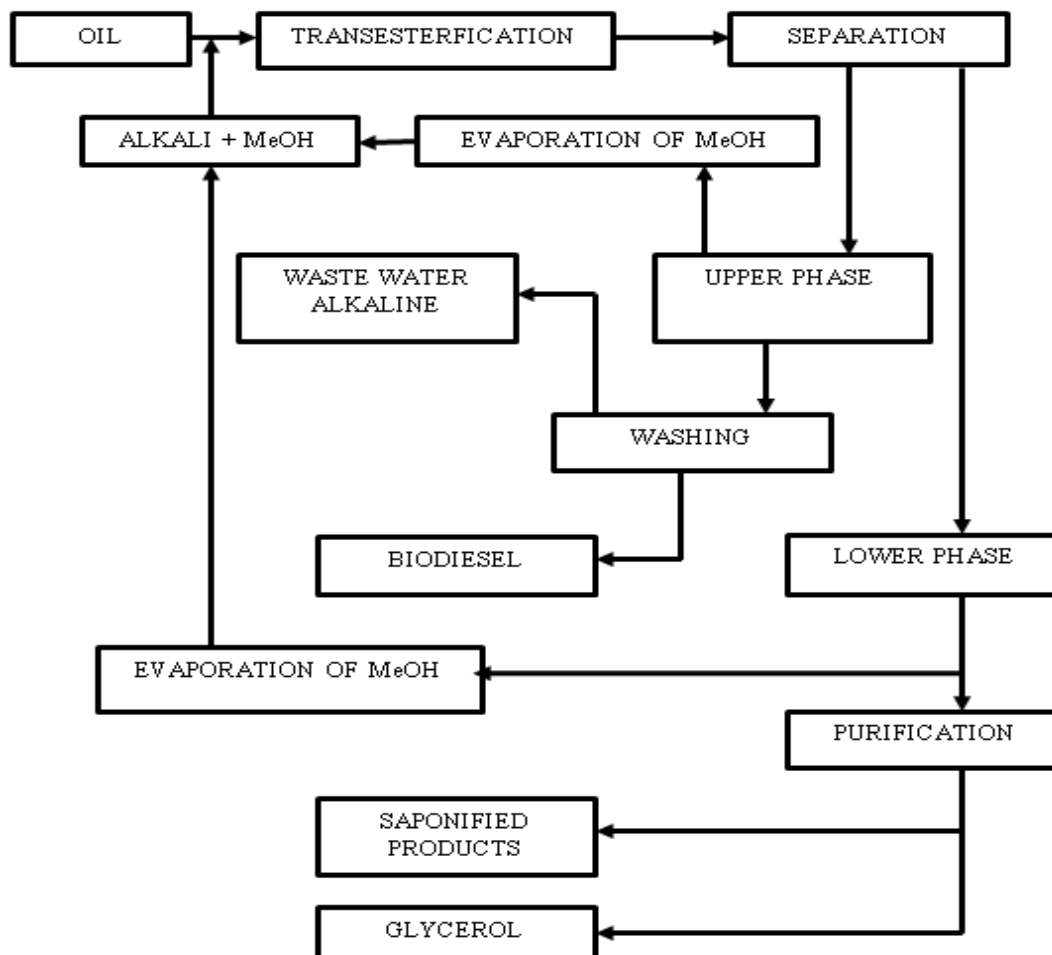 OIL
TRANSESTERFICATION
SEPARATION
ALKALI + MeOH
EVAPORATION OF MeOH
WASTE WATER
ALKALINE
UPPER PHASE
WASHING
BIODIESEL
LOWER PHASE
EVAPORATION OF MeOH
PURIFICATION
SAPONIFIED
PRODUCTS
GLYCEROL